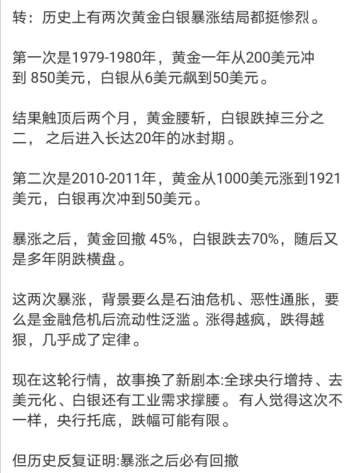 转：历史上有两次黄金白银暴涨结局都挺惨烈。
第一次是1979-1980年，黄金一年从200美元冲
到 850美元，白银从6美元飙到50美元。
结果触顶后两个月，黄金腰斩，白银跌掉三分之
二， 之后进入长达20年的冰封期。
第二次是2010-2011年，黄金从1000美元涨到1921
美元，白银再次冲到50美元。
暴涨之后，黄金回撤 45%，白银跌去70%，随后又
是多年阴跌横盘。
这两次暴涨，背景要么是石油危机、恶性通胀，要
么是金融危机后流动性泛滥。涨得越疯，跌得越
狠，几乎成了定律。
现在这轮行情，故事换了新剧本:全球央行增持、去
美元化、白银还有工业需求撑腰。有人觉得这次不
一样，央行托底，跌幅可能有限。
但历史反复证明:暴涨之后必有回撤